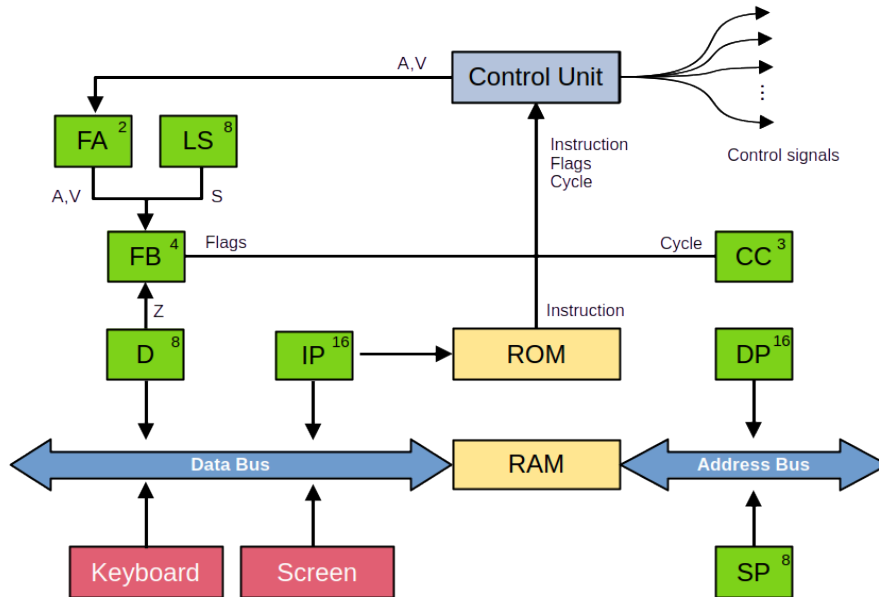 A,V
Control Unit
FA 2
LS 8
Instruction
Flags
Cycle
⋮
Control signals
A,V
S
FB 4
Flags
Cycle
CC 3
Z
Instruction
D 8
IP 16
ROM
DP 16
Data Bus
RAM
Address Bus
Keyboard
Screen
SP 8